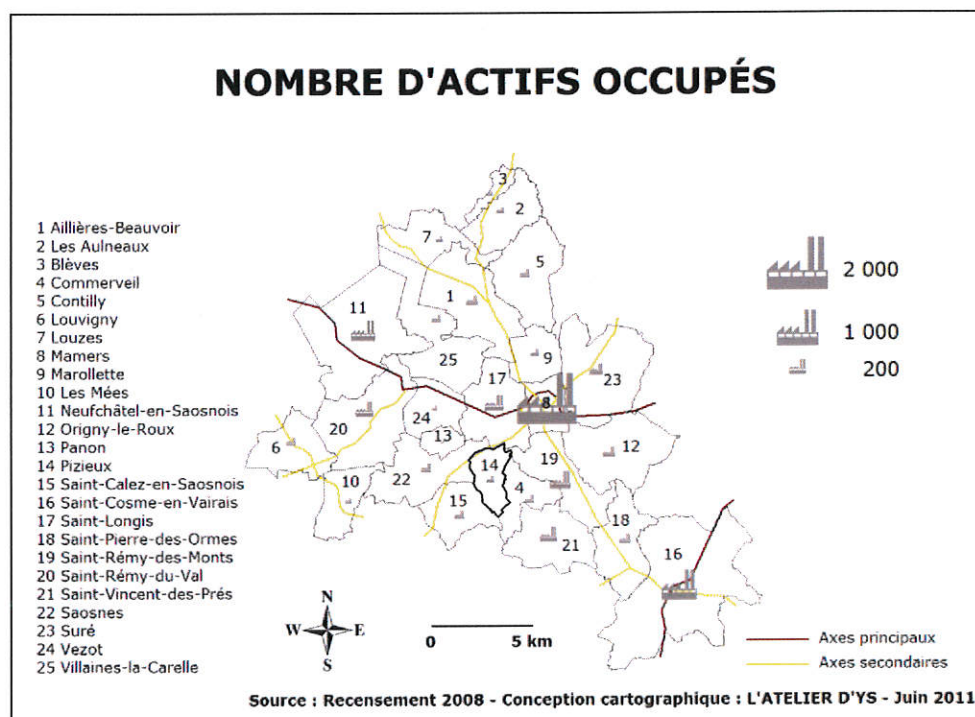 NOMBRE D'ACTIFS OCCUPÉS
1 Aillières-Beauvoir
2 Les Aulneaux
3 Blèves
4 Commerveil
5 Contilly
6 Louvigny
7 Louzes
8 Mamers
9 Marollette
10 Les Mées
11 Neufchâtel-en-Saosnois
12 Origny-le-Roux
13 Panon
14 Pizieux
15 Saint-Calez-en-Saosnois
16 Saint-Cosme-en-Vairais
17 Saint-Longis
18 Saint-Pierre-des-Ormes
19 Saint-Rémy-des-Monts
20 Saint-Rémy-du-Val
21 Saint-Vincent-des-Prés
22 Saosnes
23 Suré
24 Vezot
25 Villaines-la-Carelle
3
2
7
5
1
11
9
25
17
23
8
24
20
13
6
12
14
19
22
10
4
15
18
21
16
2 000
1 000
200
N
W E
S
0 5 km
Axes principaux
Axes secondaires
Source : Recensement 2008 - Conception cartographique : L'ATELIER D'YS - Juin 2011